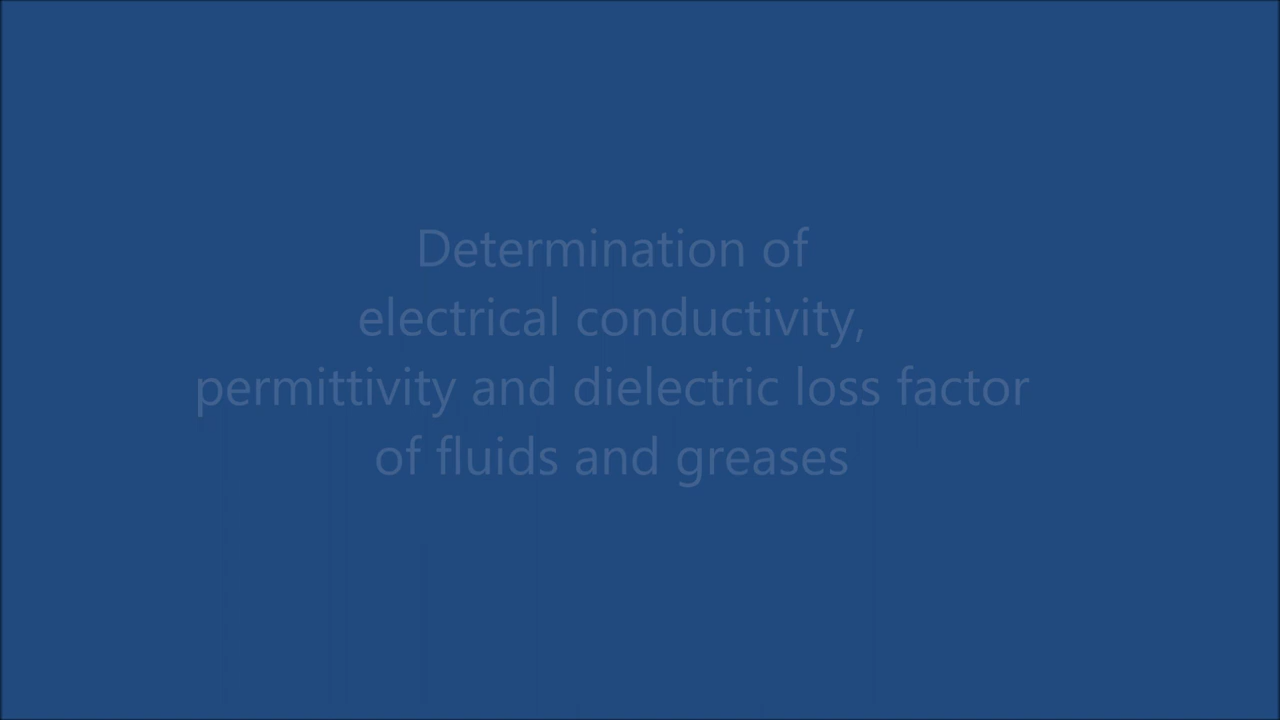 Determination of
electrical conductivity,
permittivity and dielectric loss factor
of fluids and greases